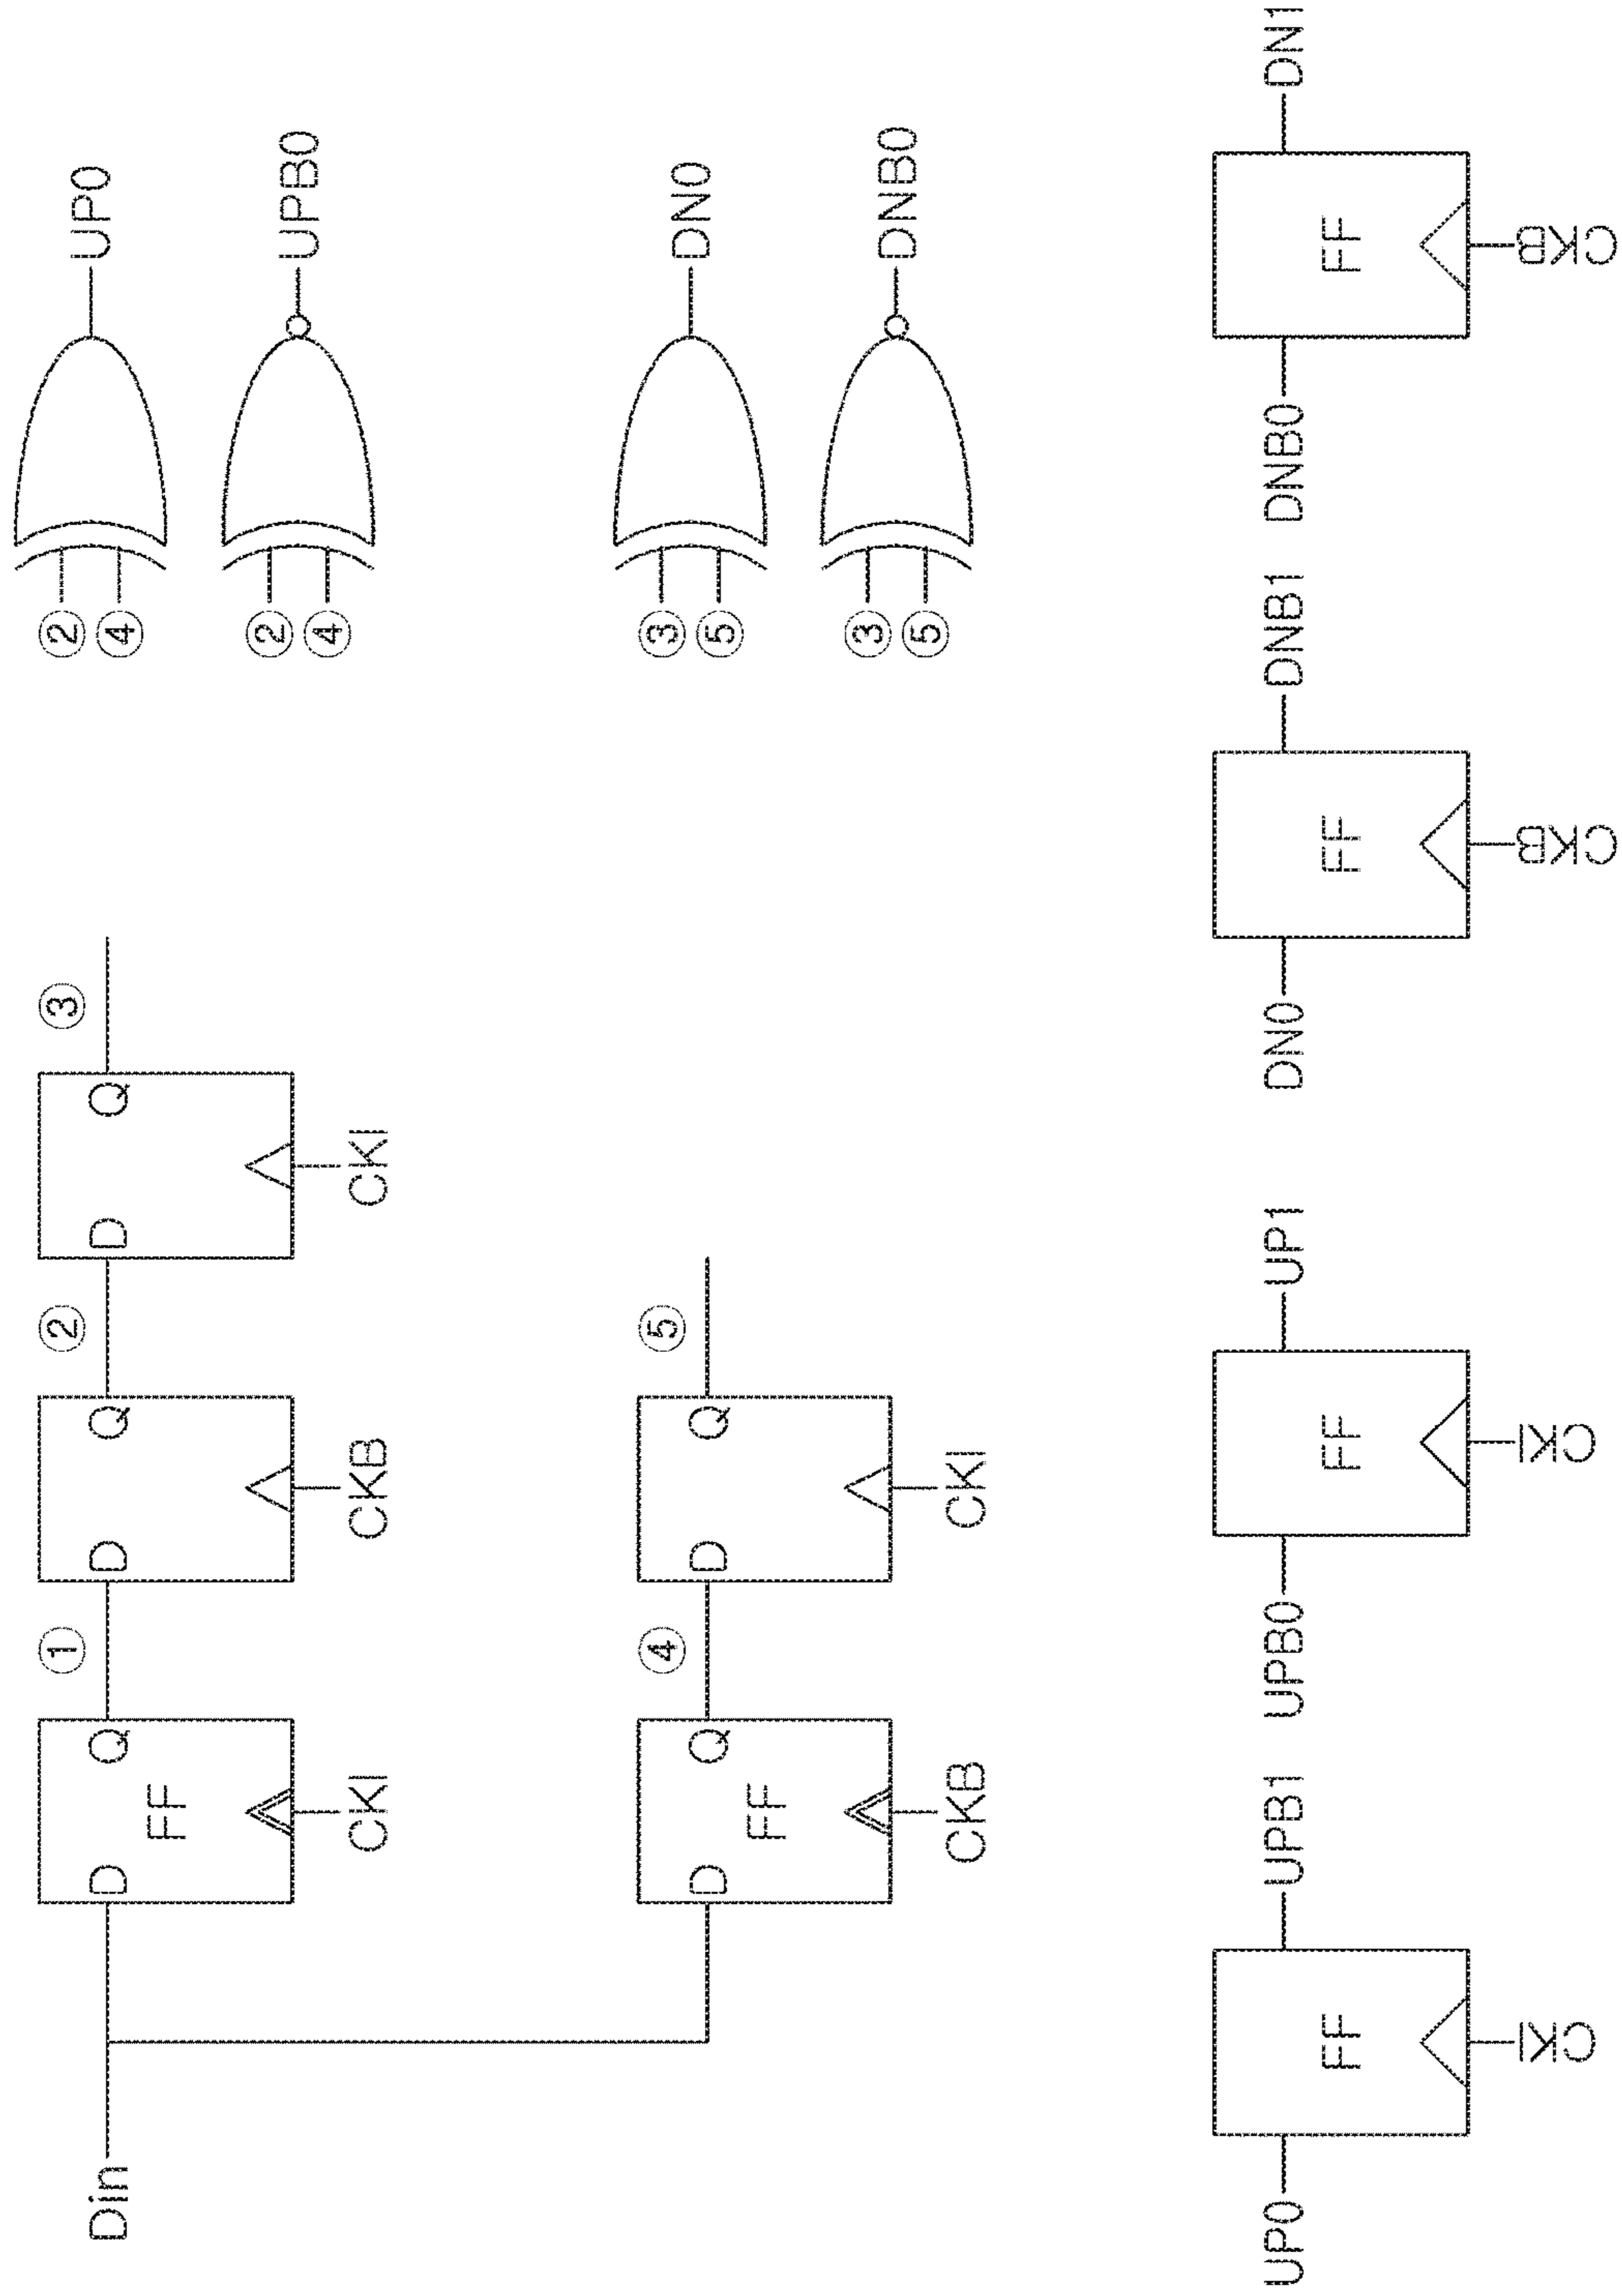 ① ② ③ ②
UP0
Din D Q D Q D Q ④
FF
②
UPB0
④
CKI CKB CKI
④ ⑤ ③
DN0
D Q D Q ⑤
FF
③
DNB0
⑤
CKB CKI
UP0 UPB1 UPB0 UP1 DN0 DNB1 DNB0 DN1
FF FF FF FF
CKI CKI CKB CKB